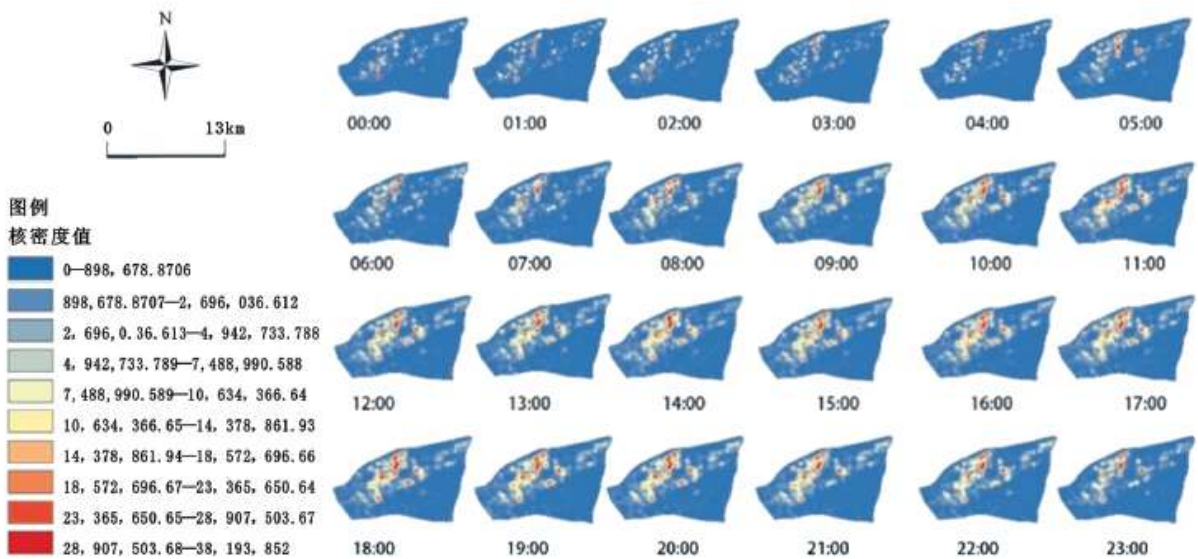 N
0 13km
图例
核密度值
0—898, 678.8706
898,678.8707—2, 696, 036.612
2, 696,0.36.613—4, 942, 733.788
4, 942,733.789—7,488,990.588
7,488,990.589—10, 634, 366.64
10, 634, 366.65—14, 378, 861.93
14, 378, 861.94—18, 572, 696.66
18, 572, 696.67—23, 365, 650.64
23, 365, 650.65—28, 907, 503.67
28, 907, 503.68—38, 193, 852
00:00 01:00 02:00 03:00 04:00 05:00
06:00 07:00 08:00 09:00 10:00 11:00
12:00 13:00 14:00 15:00 16:00 17:00
18:00 19:00 20:00 21:00 22:00 23:00